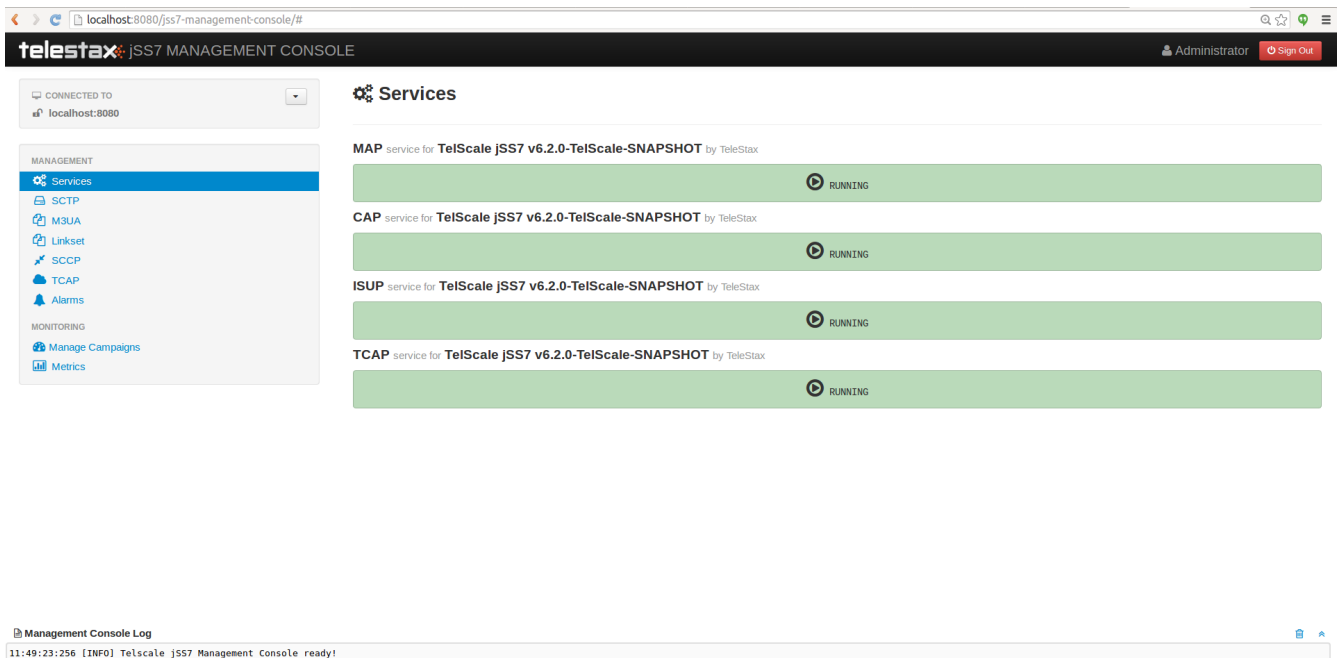 localhost:8080/jss7-management-console/#
telestax jSS7 MANAGEMENT CONSOLE
Administrator
Sign Out
CONNECTED TO
localhost:8080
MANAGEMENT
Services
SCTP
M3UA
Linkset
SCCP
TCAP
Alarms
MONITORING
Manage Campaigns
Metrics
Services
MAP service for TelScale jSS7 v6.2.0-TelScale-SNAPSHOT by TeleStax
RUNNING
CAP service for TelScale jSS7 v6.2.0-TelScale-SNAPSHOT by TeleStax
RUNNING
ISUP service for TelScale jSS7 v6.2.0-TelScale-SNAPSHOT by TeleStax
RUNNING
TCAP service for TelScale jSS7 v6.2.0-TelScale-SNAPSHOT by TeleStax
RUNNING
Management Console Log
11:49:23:256 [INFO] Telscale jSS7 Management Console ready!